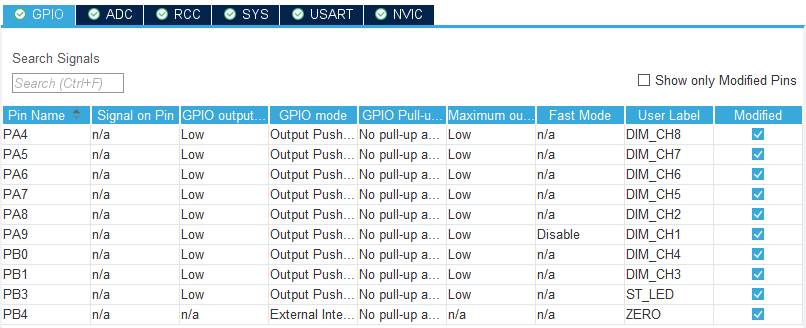 GPIO ADC RCC SYS USART NVIC
Search Signals
Search (Ctrl+F)
Show only Modified Pins
Pin Name Signal on Pin GPIO output... GPIO mode GPIO Pull-u... Maximum ou... Fast Mode User Label Modified
PA4 n/a Low Output Push... No pull-up a... Low n/a DIM_CH8
PA5 n/a Low Output Push... No pull-up a... Low n/a DIM_CH7
PA6 n/a Low Output Push... No pull-up a... Low n/a DIM_CH6
PA7 n/a Low Output Push... No pull-up a... Low n/a DIM_CH5
PA8 n/a Low Output Push... No pull-up a... Low n/a DIM_CH2
PA9 n/a Low Output Push... No pull-up a... Low Disable DIM_CH1
PB0 n/a Low Output Push... No pull-up a... Low n/a DIM_CH4
PB1 n/a Low Output Push... No pull-up a... Low n/a DIM_CH3
PB3 n/a Low Output Push... No pull-up a... Low n/a ST_LED
PB4 n/a n/a External Inte... No pull-up a... n/a n/a ZERO